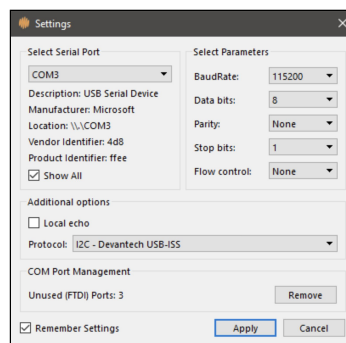 Settings
Select Serial Port
COM3
Description: USB Serial Device
Manufacturer: Microsoft
Location: \\.\COM3
Vendor Identifier: 4d8
Product Identifier: ffee
Show All
Select Parameters
BaudRate: 115200
Data bits: 8
Parity: None
Stop bits: 1
Flow control: None
Additional options
Local echo
Protocol: I2C - Devantech USB-ISS
COM Port Management
Unused (FTDI) Ports: 3 Remove
Remember Settings Apply Cancel